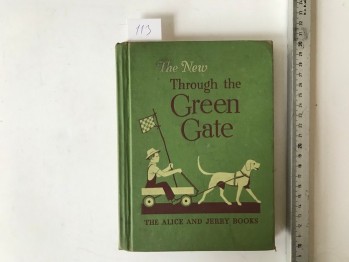 113
The New
Through the
Green
Gate
THE ALICE AND JERRY BOOKS